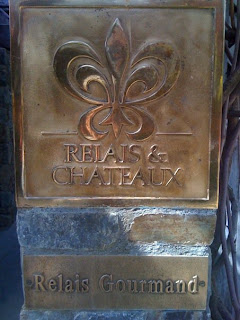 RELAIS &
CHATEAUX
Relais Gourmand